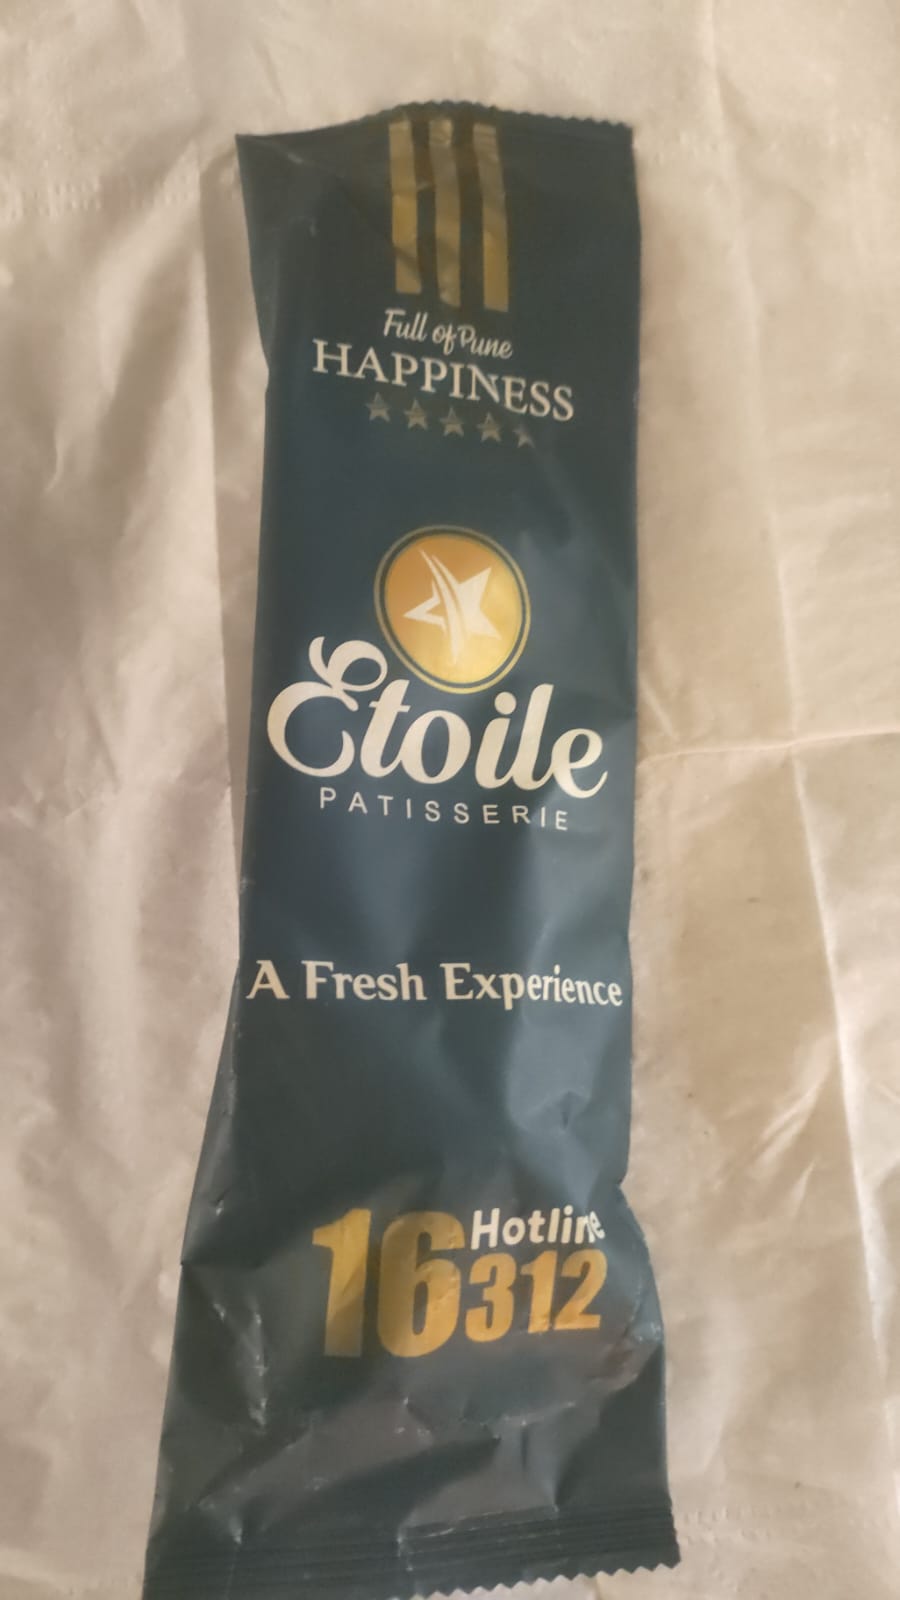 Full of Pune
HAPPINESS
Etoile
PATISSERIE
A Fresh Experience
Hotline
16312